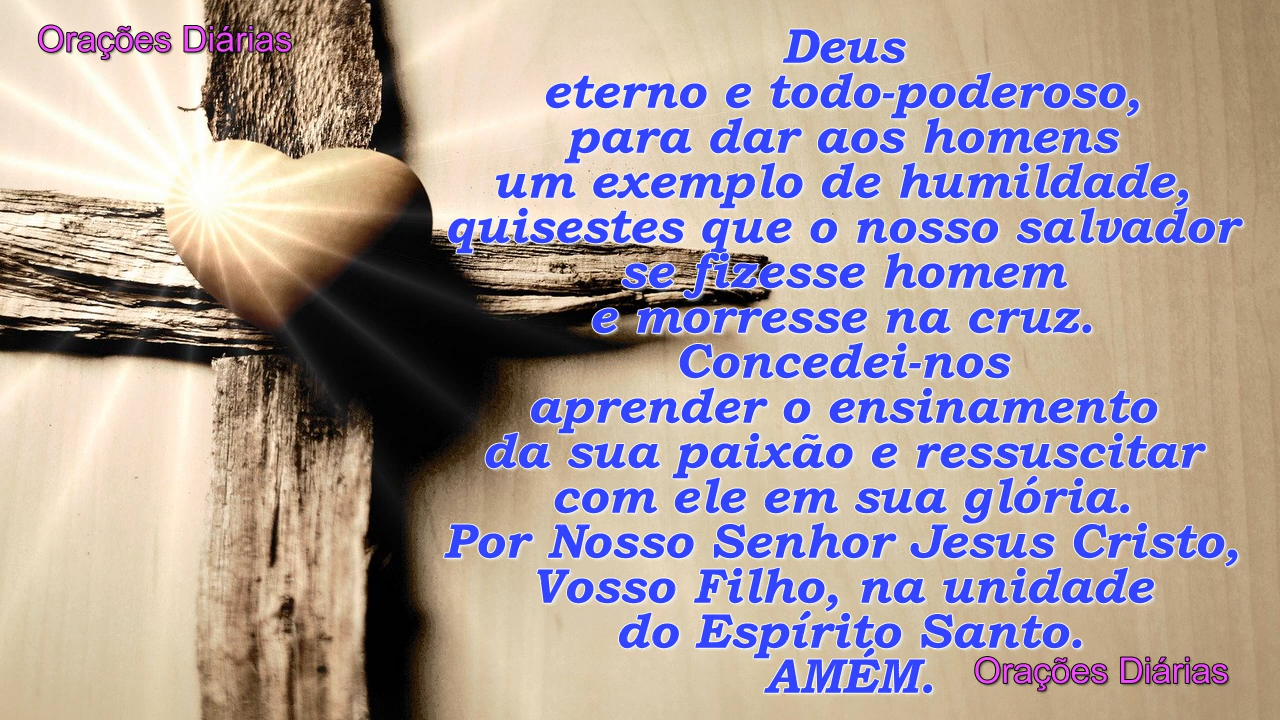 Orações Diárias
Deus
eterno e todo-poderoso,
para dar aos homens
um exemplo de humildade,
quisestes que o nosso salvador
se fizesse homem
e morresse na cruz.
Concedei-nos
aprender o ensinamento
da sua paixão e ressuscitar
com ele em sua glória.
Por Nosso Senhor Jesus Cristo,
Vosso Filho, na unidade
do Espírito Santo.
AMÉM.
Orações Diárias